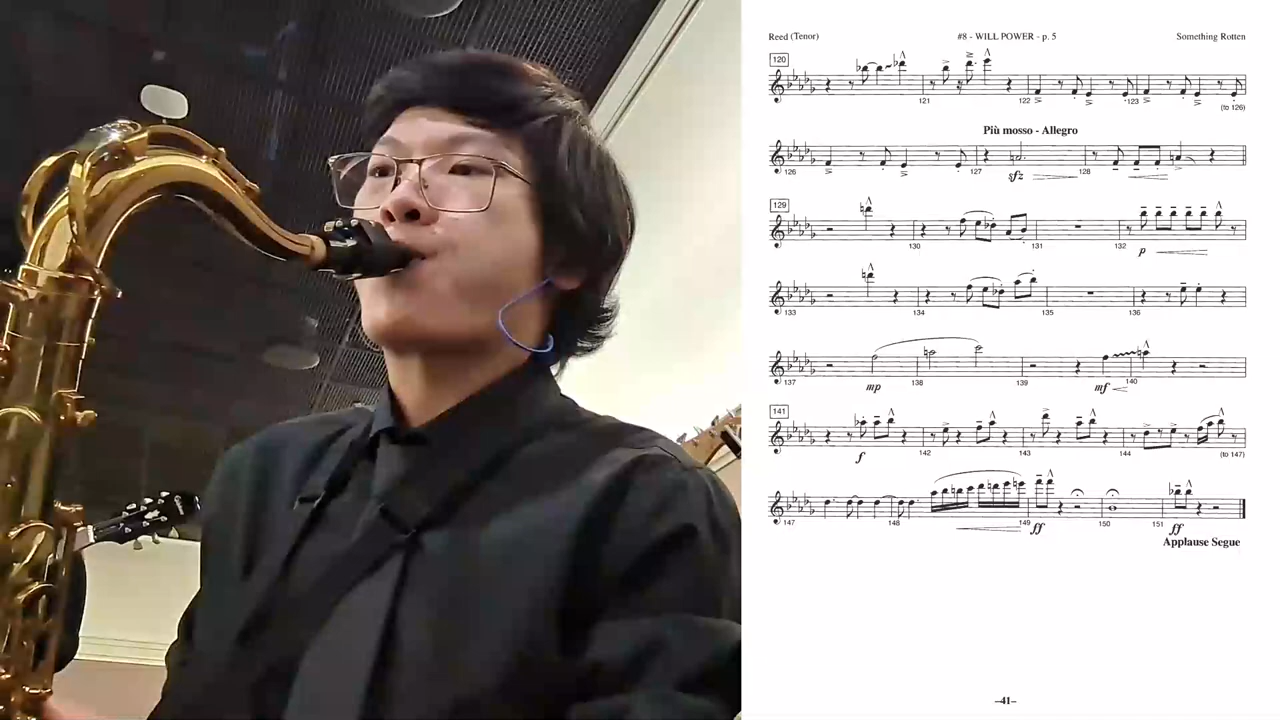 Reed (Tenor) #8 - WILL POWER - p. 5 Something Rotten
120
121 122 123 (to 126)
Più mosso - Allegro
126 127 sfz 128
129
130 131 132 p
133 134 135 136
137 mp 138 139 mf 140
141
f 142 143 144 (to 147)
147 148 149 ff 150 151 ff
Applause Segue
–41–